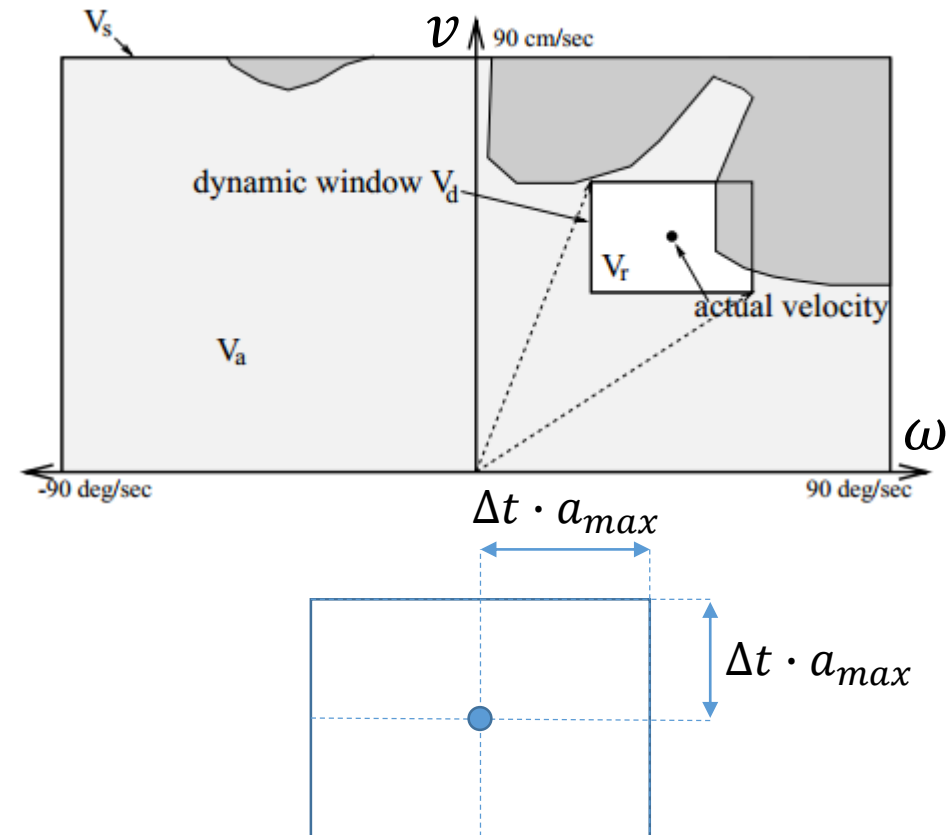 Vs
v
90 cm/sec
dynamic window Vd
Vr
actual velocity
Va
ω
-90 deg/sec
90 deg/sec
Δt · amax
Δt · amax